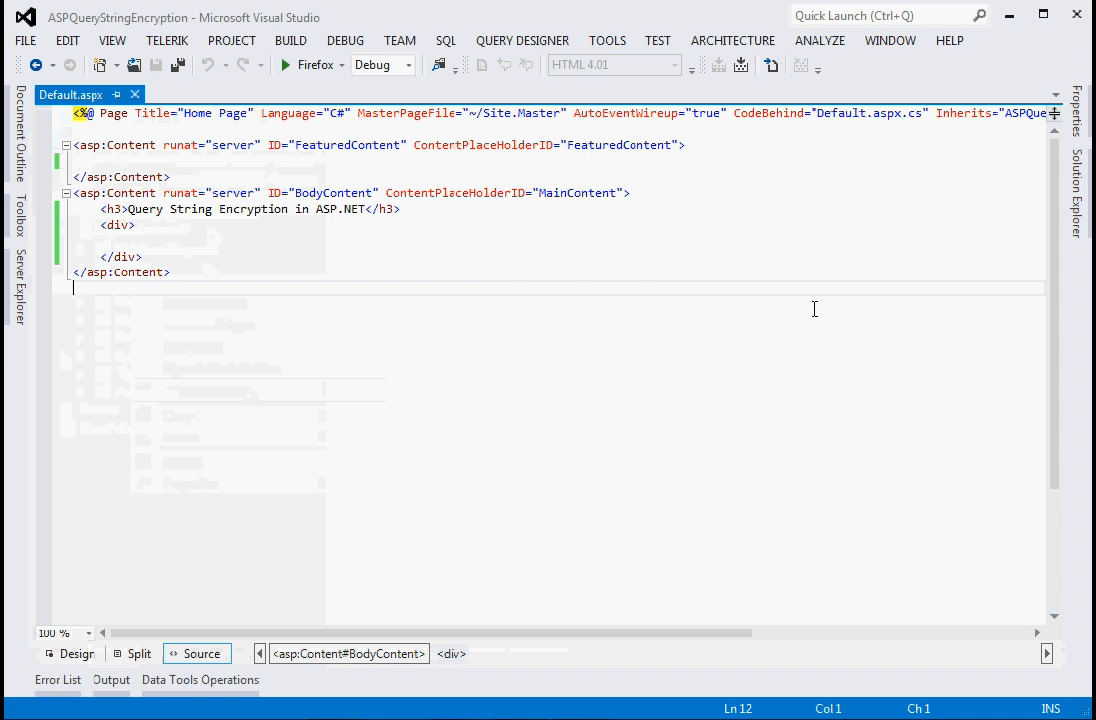 ASPQueryStringEncryption - Microsoft Visual Studio
Quick Launch (Ctrl+Q)
FILE EDIT VIEW TELERIK PROJECT BUILD DEBUG TEAM SQL QUERY DESIGNER TOOLS TEST ARCHITECTURE ANALYZE WINDOW HELP
Firefox Debug HTML 4.01
Default.aspx
Document Outline
Toolbox
Server Explorer
Properties
Solution Explorer
<%@ Page Title="Home Page" Language="C#" MasterPageFile="~/Site.Master" AutoEventWireup="true" CodeBehind="Default.aspx.cs" Inherits="ASPQue
<asp:Content runat="server" ID="FeaturedContent" ContentPlaceHolderID="FeaturedContent">
</asp:Content>
<asp:Content runat="server" ID="BodyContent" ContentPlaceHolderID="MainContent">
<h3>Query String Encryption in ASP.NET</h3>
<div>
</div>
</asp:Content>
100 %
Design Split Source <asp:Content#BodyContent> <div>
Error List Output Data Tools Operations
Ln 12 Col 1 Ch 1 INS